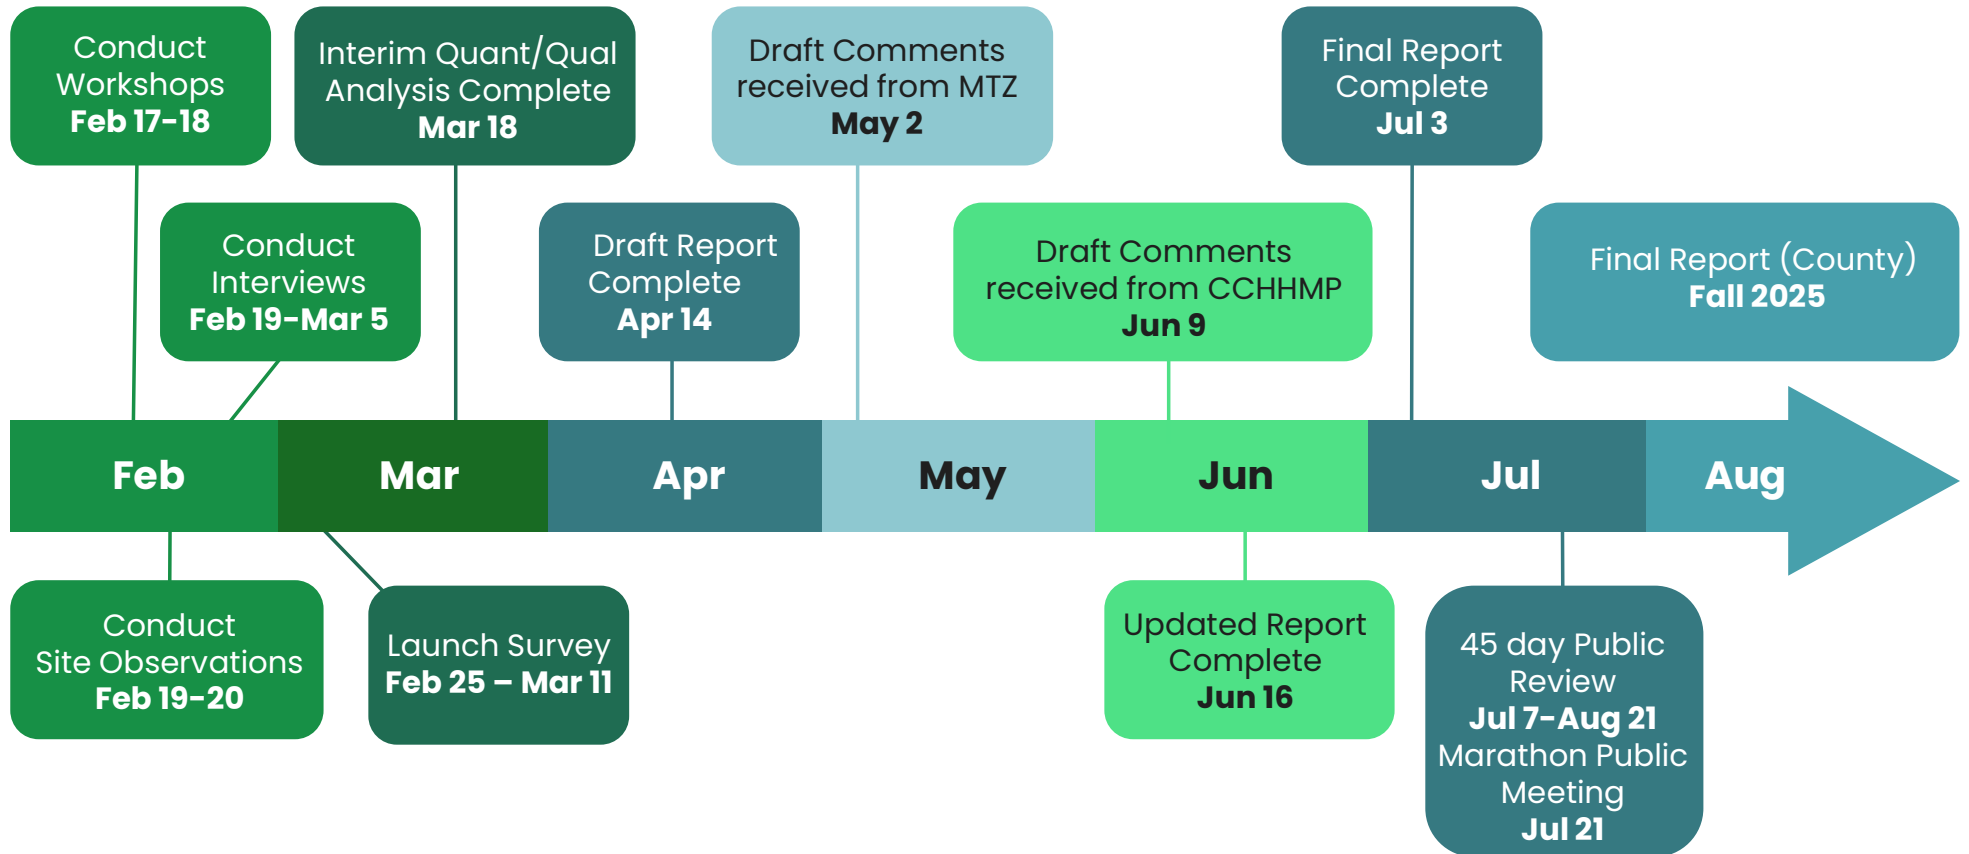 Conduct
Workshops
Feb 17-18
Interim Quant/Qual
Analysis Complete
Mar 18
Draft Comments
received from MTZ
May 2
Final Report
Complete
Jul 3
Conduct
Interviews
Feb 19-Mar 5
Draft Report
Complete
Apr 14
Draft Comments
received from CCHHMP
Jun 9
Final Report (County)
Fall 2025
Feb
Mar
Apr
May
Jun
Jul
Aug
Conduct
Site Observations
Feb 19-20
Launch Survey
Feb 25 – Mar 11
Updated Report
Complete
Jun 16
45 day Public
Review
Jul 7-Aug 21
Marathon Public
Meeting
Jul 21